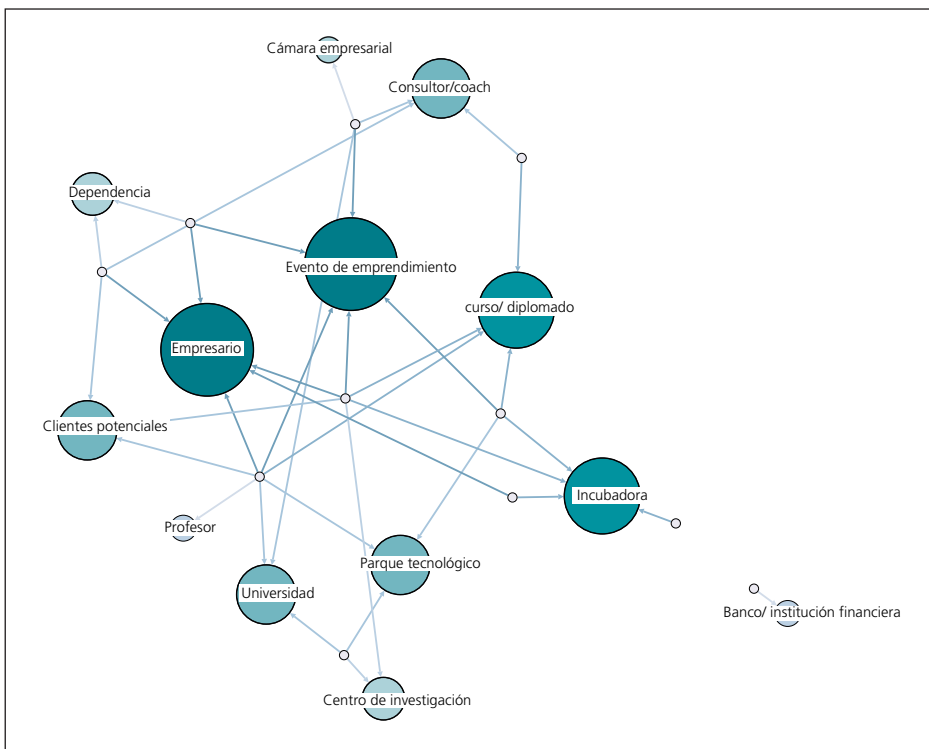 Cámara empresarial
Consultor/coach
Dependencia
Evento de emprendimiento
curso/ diplomado
Empresario
Clientes potenciales
Incubadora
Profesor
Parque tecnológico
Universidad
Banco/ institución financiera
Centro de investigación